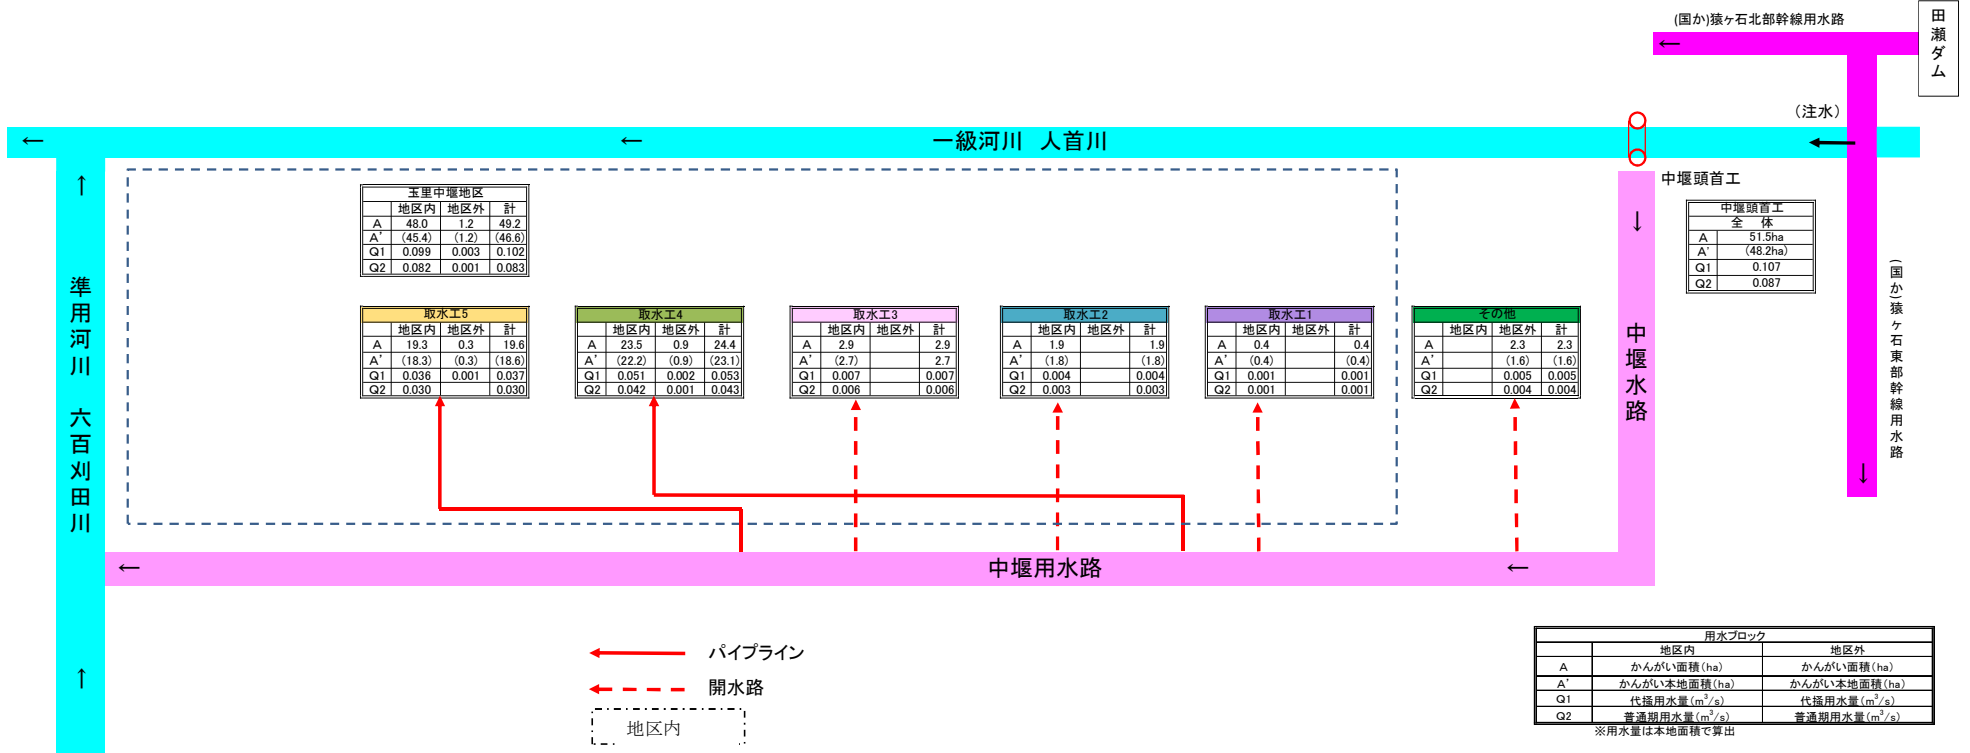 (国か)猿ヶ石北部幹線用水路
←
田瀬ダム
(注水)
←
← ← 一級河川 人首川
中堰頭首工
中堰頭首工
全 体
A 51.5ha
A' (48.2ha)
Q1 0.107
Q2 0.087
(国か)猿ヶ石東部幹線用水路
↓
↓
中堰水路
↑
準用河川 六百刈田川
↑
玉里中堰地区
地区内 地区外 計
A 48.0 1.2 49.2
A' (45.4) (1.2) (46.6)
Q1 0.099 0.003 0.102
Q2 0.082 0.001 0.083
取水工5
地区内 地区外 計
A 19.3 0.3 19.6
A' (18.3) (0.3) (18.6)
Q1 0.036 0.001 0.037
Q2 0.030 0.030
取水工4
地区内 地区外 計
A 23.5 0.9 24.4
A' (22.2) (0.9) (23.1)
Q1 0.051 0.002 0.053
Q2 0.042 0.001 0.043
取水工3
地区内 地区外 計
A 2.9 2.9
A' (2.7) 2.7
Q1 0.007 0.007
Q2 0.006 0.006
取水工2
地区内 地区外 計
A 1.9 1.9
A' (1.8) (1.8)
Q1 0.004 0.004
Q2 0.003 0.003
取水工1
地区内 地区外 計
A 0.4 0.4
A' (0.4) (0.4)
Q1 0.001 0.001
Q2 0.001 0.001
その他
地区内 地区外 計
A 2.3 2.3
A' (1.6) (1.6)
Q1 0.005 0.005
Q2 0.004 0.004
← 中堰用水路 ←
パイプライン
開水路
地区内
用水ブロック
地区内 地区外
A かんがい面積(ha) かんがい面積(ha)
A' かんがい本地面積(ha) かんがい本地面積(ha)
Q1 代掻用水量(m³/s) 代掻用水量(m³/s)
Q2 普通期用水量(m³/s) 普通期用水量(m³/s)
※用水量は本地面積で算出